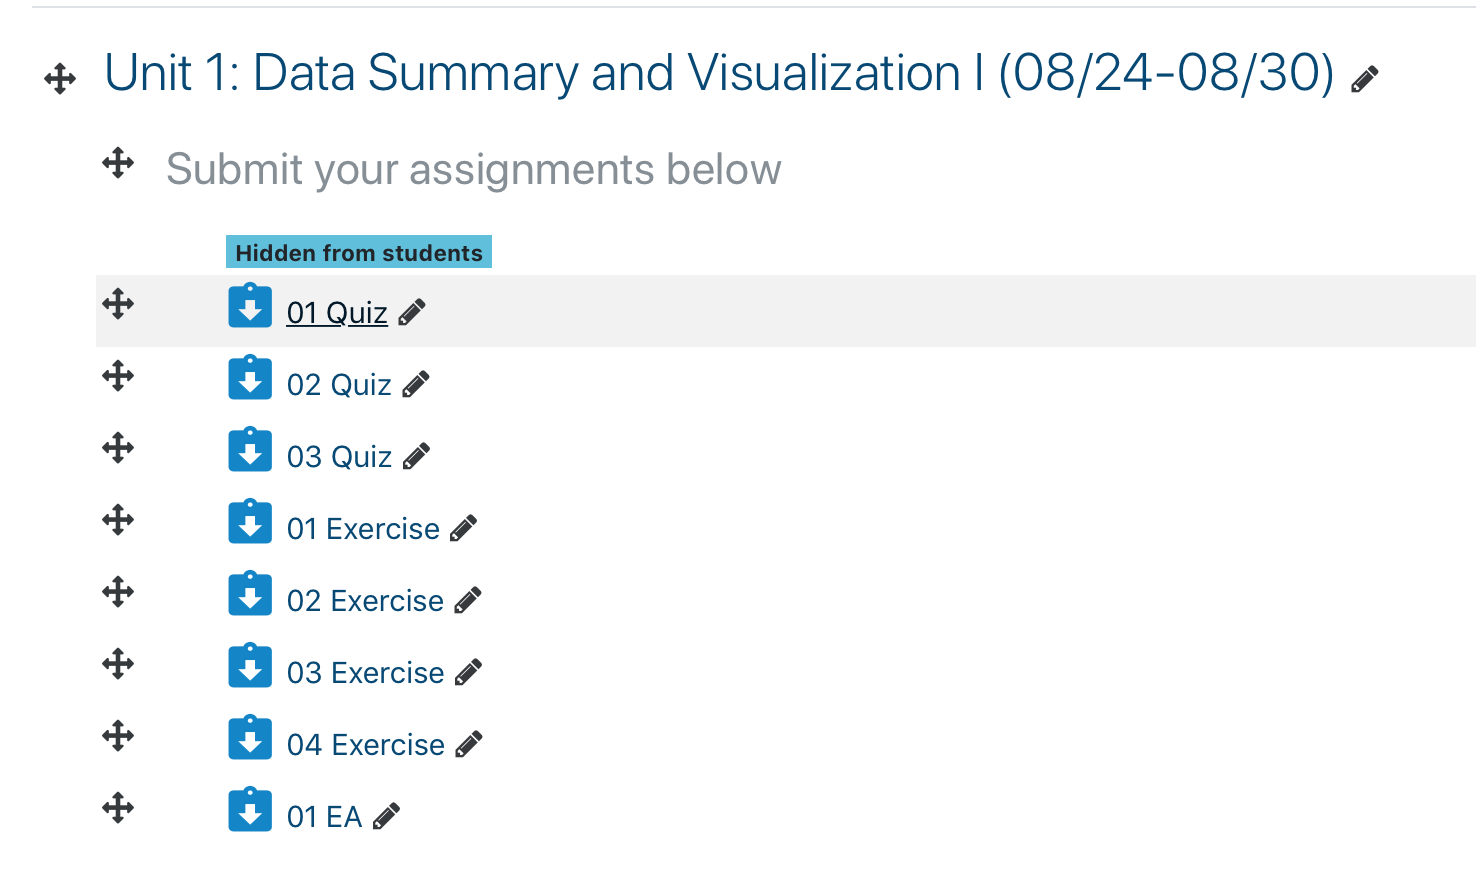 Unit 1: Data Summary and Visualization I (08/24-08/30)
Submit your assignments below
Hidden from students
01 Quiz
02 Quiz
03 Quiz
01 Exercise
02 Exercise
03 Exercise
04 Exercise
01 EA